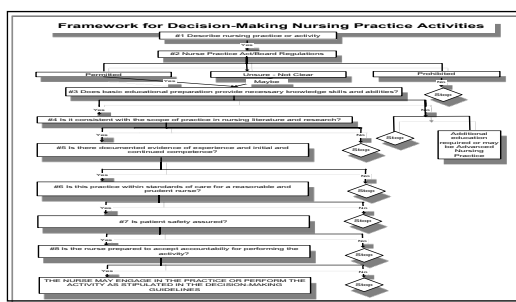 Framework for Decision-Making Nursing Practice Activities
#1 Describe nursing practice or activity
Yes
#2 Nurse Practice Act/Board Regulations
Permitted
Unsure - Not Clear
Prohibited
Yes
Maybe
No
Stop
#3 Does basic educational preparation provide necessary knowledge skills and abilities?
Yes
No
#4 Is it consistent with the scope of practice in nursing literature and research?
Stop
Additional
education
required or may
be Advanced
Nursing
Practice
Yes
No
#5 Is there documented evidence of experience and initial and
continued competence?
Stop
Yes
No
#6 Is this practice within standards of care for a reasonable and
prudent nurse?
Stop
Yes
No
#7 Is patient safety assured?
Stop
Yes
No
#8 Is the nurse prepared to accept accountability for performing the
activity?
Stop
Yes
No
THE NURSE MAY ENGAGE IN THE PRACTICE OR PERFORM THE
ACTIVITY AS STIPULATED IN THE DECISION-MAKING
GUIDELINES
Stop